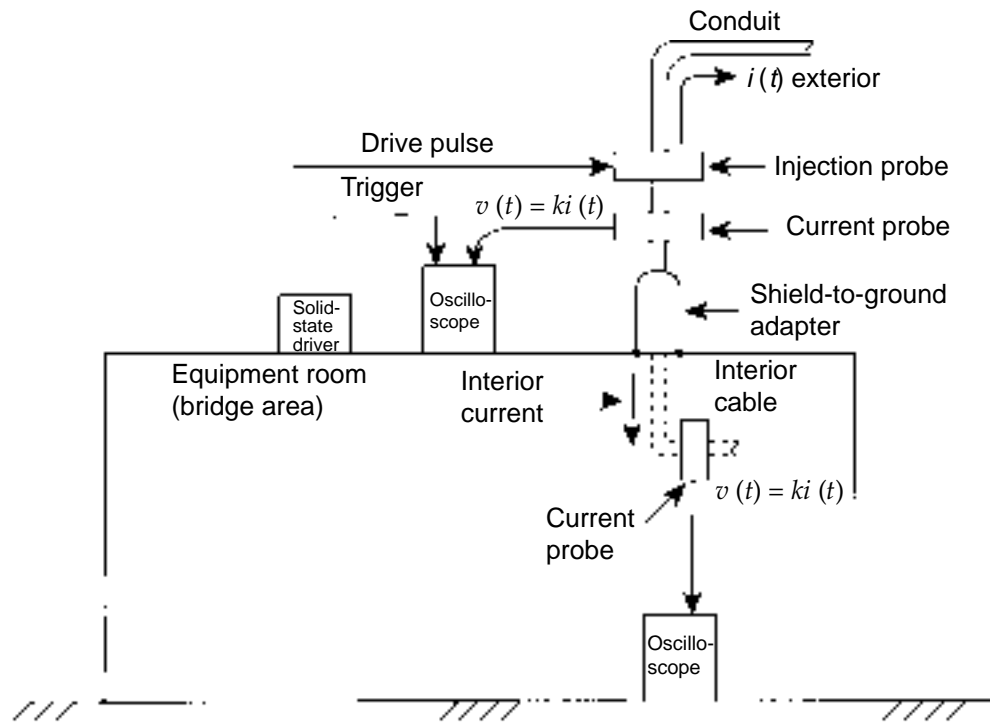 Conduit
i (t) exterior
Drive pulse
Injection probe
Trigger
v (t) = ki (t)
Current probe
Oscillo-
scope
Solid-
state
driver
Shield-to-ground
adapter
Equipment room
(bridge area)
Interior
current
Interior
cable
v (t) = ki (t)
Current
probe
Oscillo-
scope